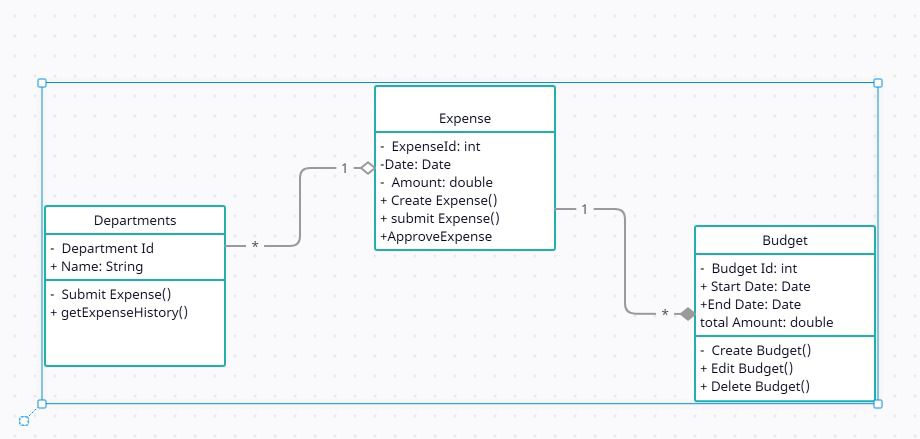 Expense
-  ExpenseId: int
-Date: Date
-  Amount: double
+ Create Expense()
+ submit Expense()
+ApproveExpense
1
*
Departments
-  Department Id
+ Name: String
-  Submit Expense()
+ getExpenseHistory()
1
*
Budget
-  Budget Id: int
+ Start Date: Date
+End Date: Date
total Amount: double
-  Create Budget()
+ Edit Budget()
+ Delete Budget()